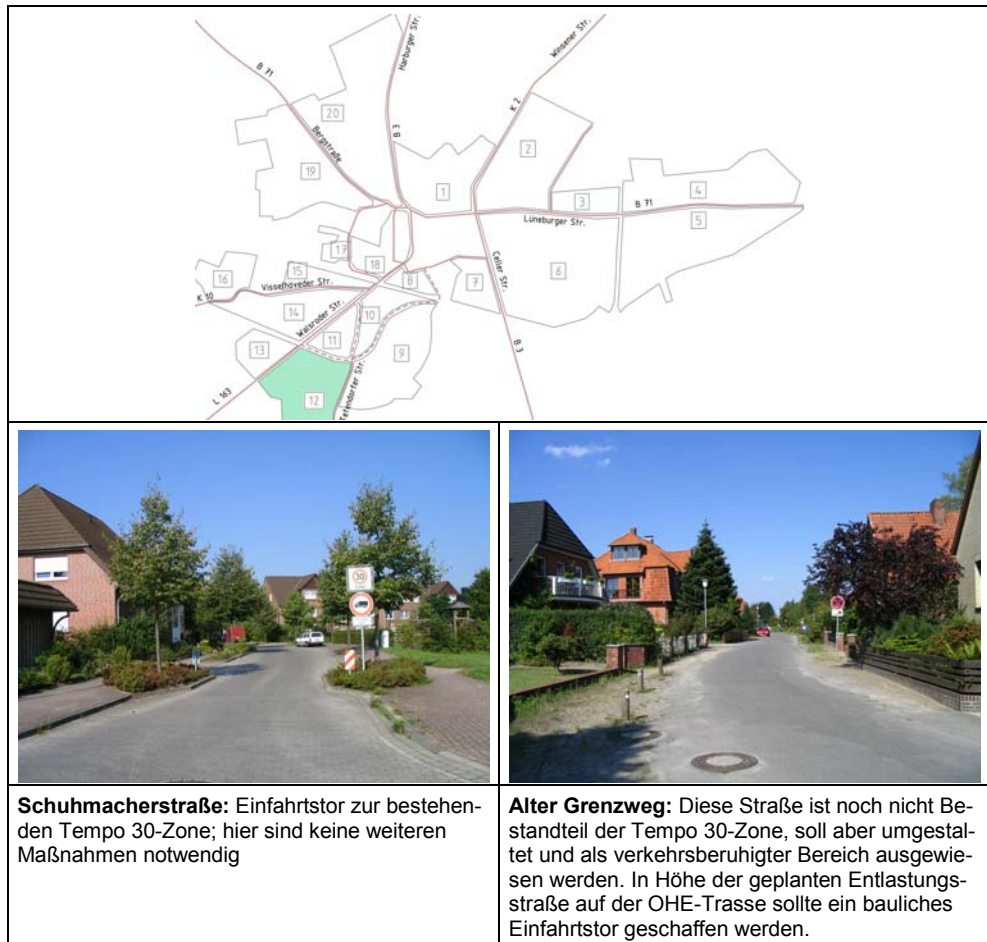 B 71
Harburger Str.
Winsener Str.
20
Bergstraße
B 3
K 2
2
19
1
4
3
B 71
Lüneburger Str.
5
17
18
Celler Str.
6
16
15
8
7
Visselhöveder Str.
K 10
14
10
Walsroder Str.
11
9
13
B 3
L 163
12
Tetendorfer Str.
30
ZONE
Schuhmacherstraße: Einfahrtstor zur bestehen-
den Tempo 30-Zone; hier sind keine weiteren
Maßnahmen notwendig
Alter Grenzweg: Diese Straße ist noch nicht Be-
standteil der Tempo 30-Zone, soll aber umgestal-
tet und als verkehrsberuhigter Bereich ausgewie-
sen werden. In Höhe der geplanten Entlastungs-
straße auf der OHE-Trasse sollte ein bauliches
Einfahrtstor geschaffen werden.